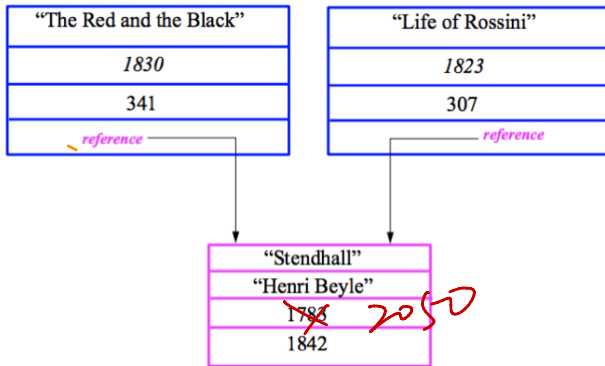 “The Red and the Black”
1830
341
reference
“Life of Rossini”
1823
307
reference
“Stendhall”
“Henri Beyle”
1783 2050
1842